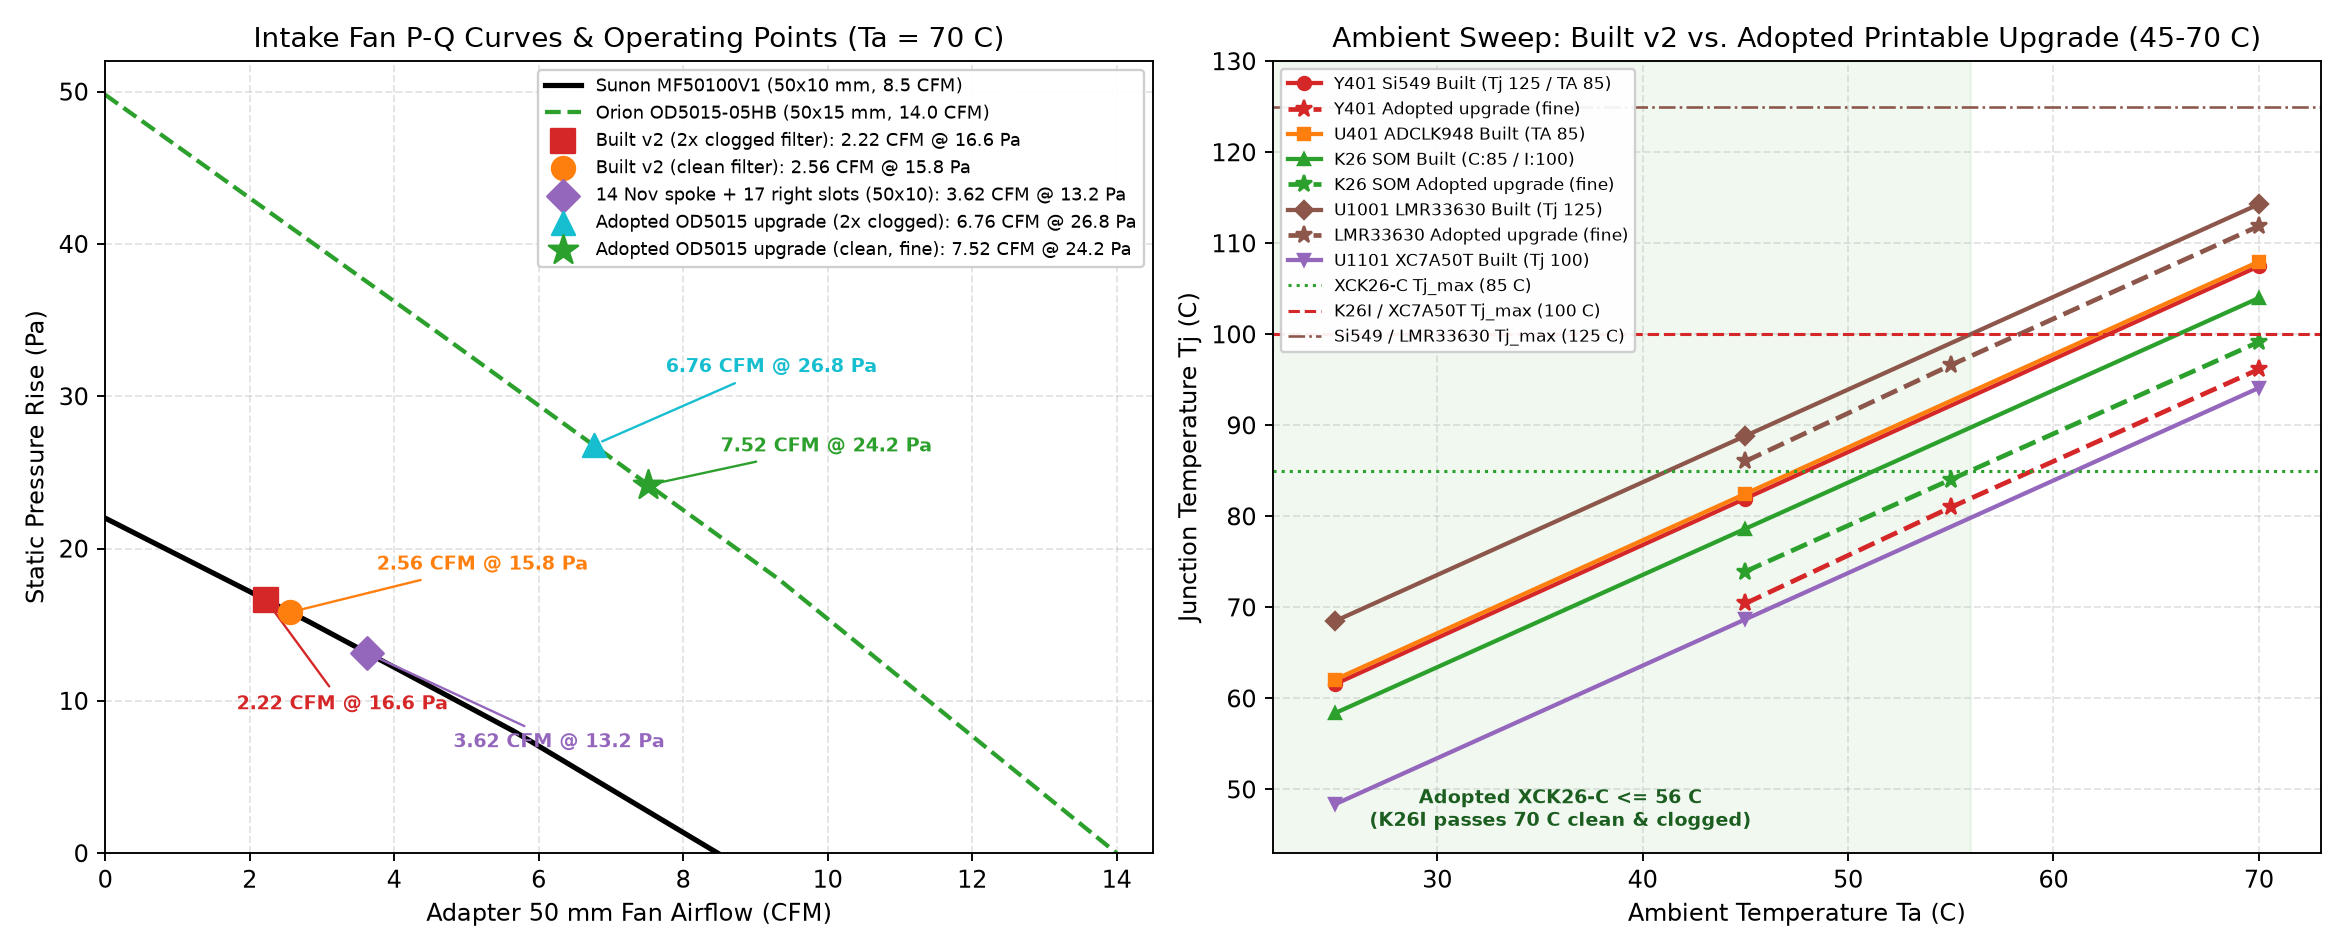 Intake Fan P-Q Curves & Operating Points (Ta = 70 C)
Sunon MF50100V1 (50x10 mm, 8.5 CFM)
Orion OD5015-05HB (50x15 mm, 14.0 CFM)
Built v2 (2x clogged filter): 2.22 CFM @ 16.6 Pa
Built v2 (clean filter): 2.56 CFM @ 15.8 Pa
14 Nov spoke + 17 right slots (50x10): 3.62 CFM @ 13.2 Pa
Adopted OD5015 upgrade (2x clogged): 6.76 CFM @ 26.8 Pa
Adopted OD5015 upgrade (clean, fine): 7.52 CFM @ 24.2 Pa
50
40
30
20
10
0
Static Pressure Rise (Pa)
6.76 CFM @ 26.8 Pa
7.52 CFM @ 24.2 Pa
2.56 CFM @ 15.8 Pa
2.22 CFM @ 16.6 Pa
3.62 CFM @ 13.2 Pa
0 2 4 6 8 10 12 14
Adapter 50 mm Fan Airflow (CFM)
Ambient Sweep: Built v2 vs. Adopted Printable Upgrade (45-70 C)
Y401 Si549 Built (Tj 125 / TA 85)
Y401 Adopted upgrade (fine)
U401 ADCLK948 Built (TA 85)
K26 SOM Built (C:85 / I:100)
K26 SOM Adopted upgrade (fine)
U1001 LMR33630 Built (Tj 125)
LMR33630 Adopted upgrade (fine)
U1101 XC7A50T Built (Tj 100)
XCK26-C Tj_max (85 C)
K26I / XC7A50T Tj_max (100 C)
Si549 / LMR33630 Tj_max (125 C)
130
120
110
100
90
80
70
60
50
Junction Temperature Tj (C)
Adopted XCK26-C <= 56 C
(K26I passes 70 C clean & clogged)
30 40 50 60 70
Ambient Temperature Ta (C)